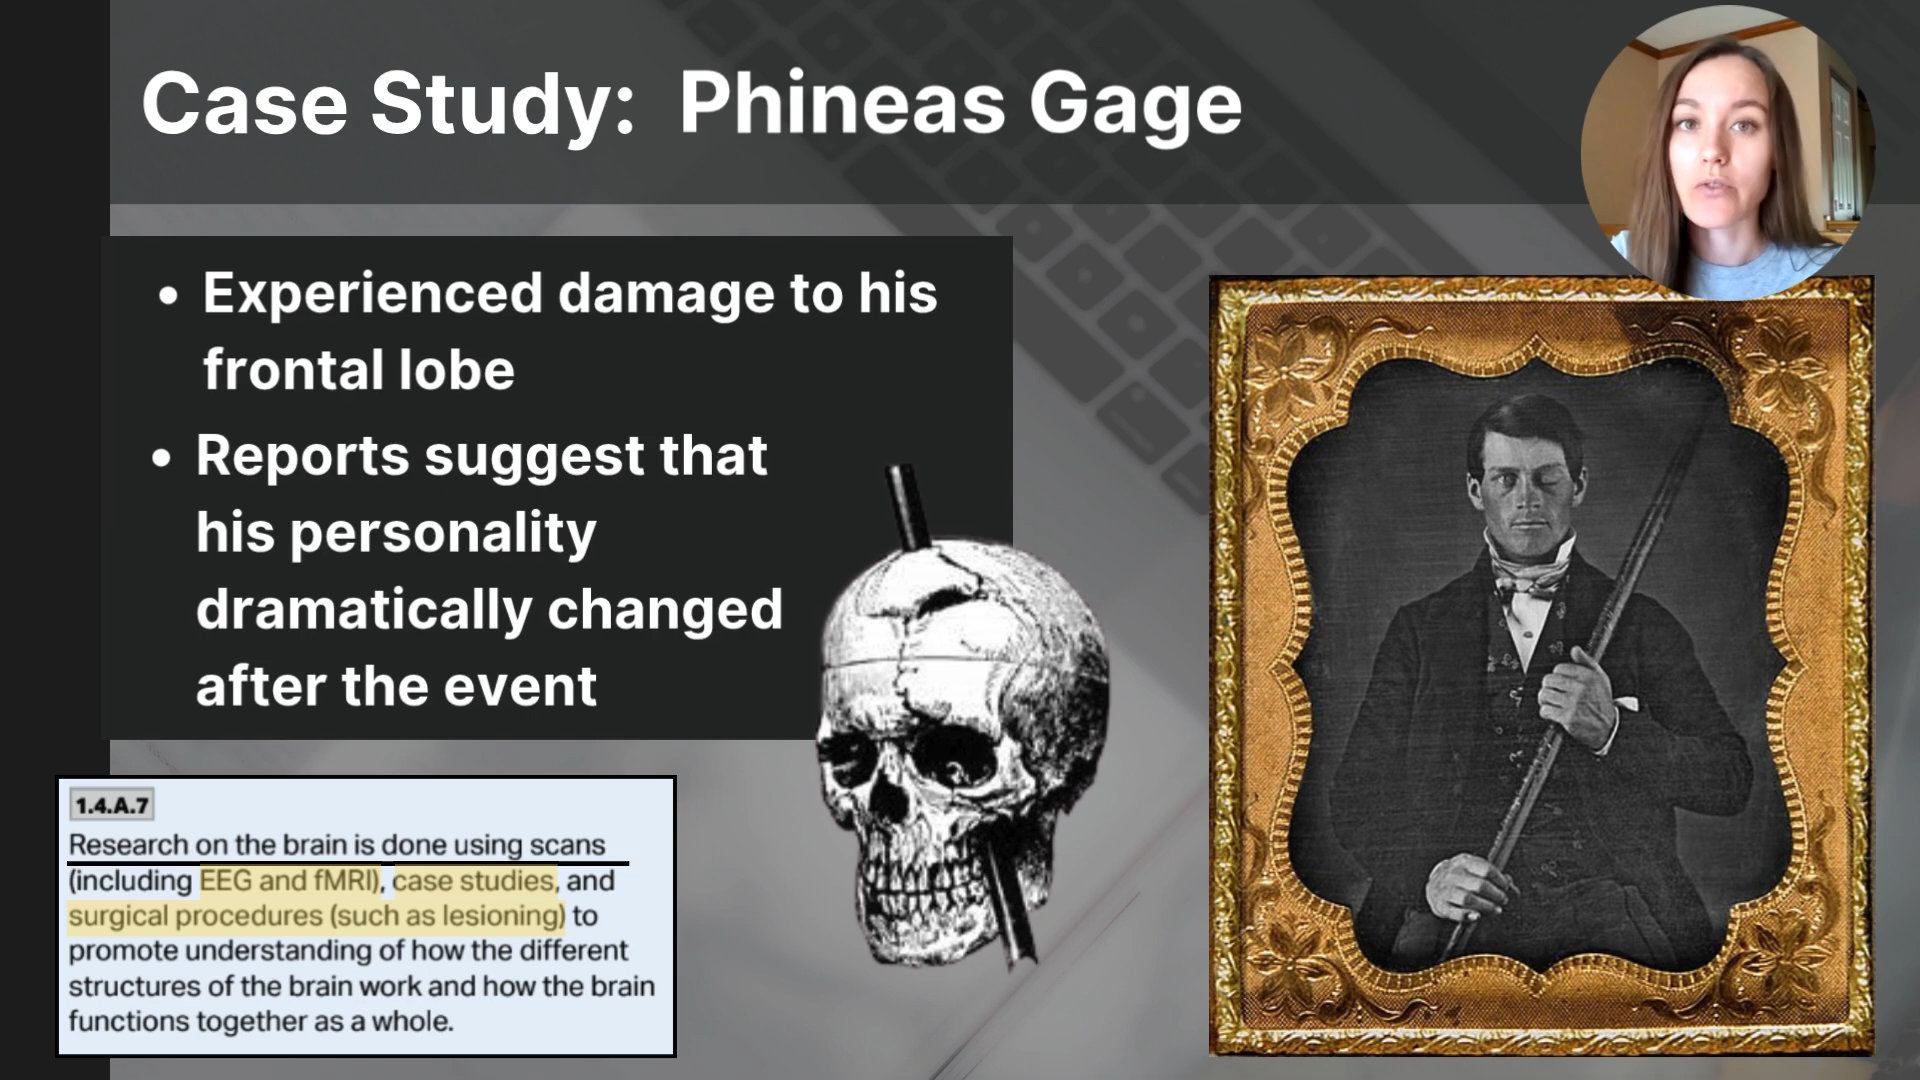 Case Study: Phineas Gage
• Experienced damage to his
frontal lobe
• Reports suggest that
his personality
dramatically changed
after the event
1.4.A.7
Research on the brain is done using scans
(including EEG and fMRI), case studies, and
surgical procedures (such as lesioning) to
promote understanding of how the different
structures of the brain work and how the brain
functions together as a whole.